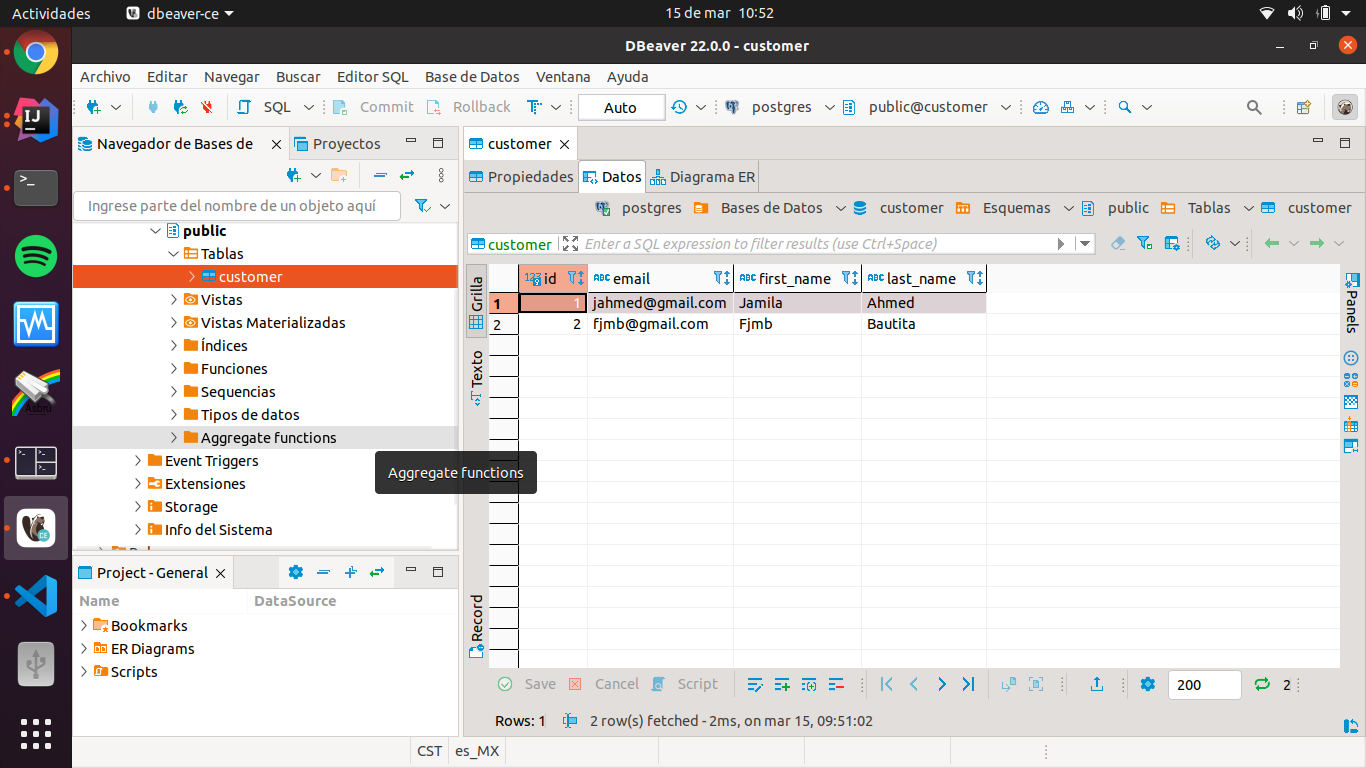 Actividades dbeaver-ce 15 de mar 10:52
DBeaver 22.0.0 - customer
Archivo Editar Navegar Buscar Editor SQL Base de Datos Ventana Ayuda
SQL Commit Rollback Auto postgres public@customer
Navegador de Bases de Proyectos
Ingrese parte del nombre de un objeto aquí
public
Tablas
customer
Vistas
Vistas Materializadas
Índices
Funciones
Sequencias
Tipos de datos
Aggregate functions
Event Triggers
Extensiones
Storage
Info del Sistema
Aggregate functions
Project - General
Name DataSource
Bookmarks
ER Diagrams
Scripts
customer
Propiedades Datos Diagrama ER
postgres Bases de Datos customer Esquemas public Tablas customer
customer Enter a SQL expression to filter results (use Ctrl+Space)
Grilla
Texto
Record
123 id ABC email ABC first_name ABC last_name
1 1 jahmed@gmail.com Jamila Ahmed
2 2 fjmb@gmail.com Fjmb Bautita
Panels
Save Cancel Script 200 2
Rows: 1 2 row(s) fetched - 2ms, on mar 15, 09:51:02
CST es_MX